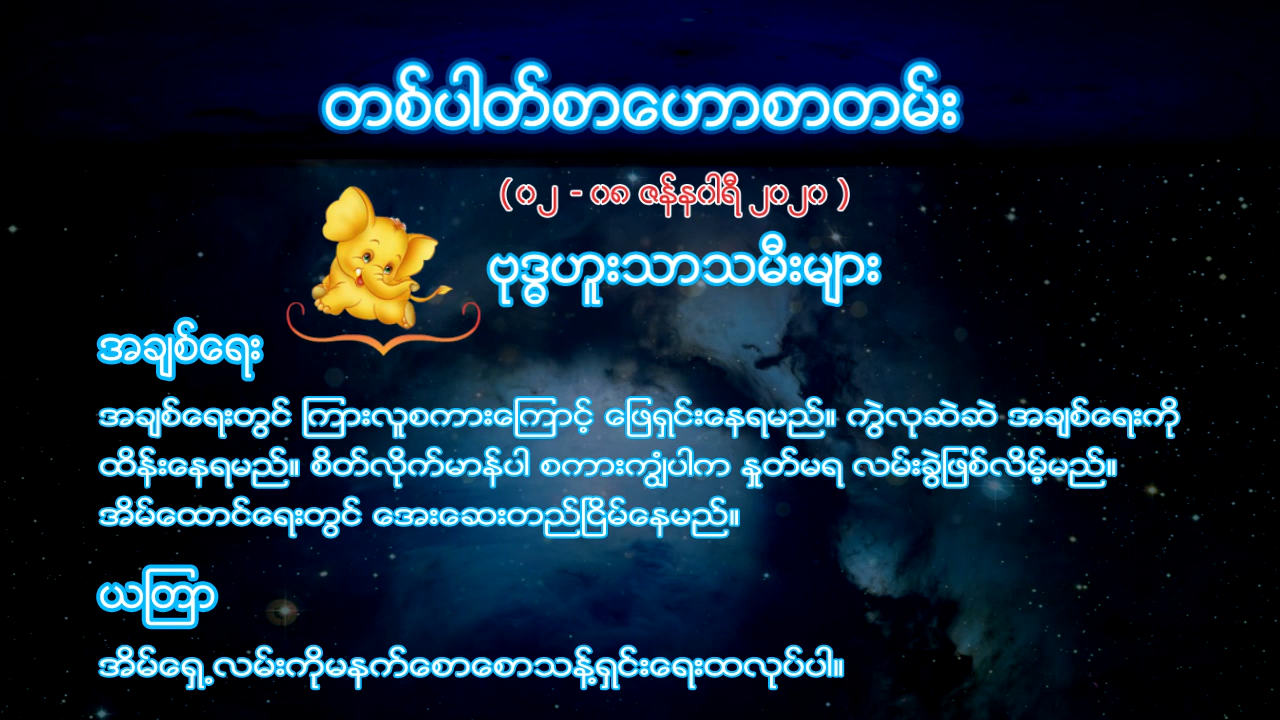 တစ်ပါတ်စာဟောစာတမ်း
( ၀၂ - ၀၈ ဇန်နဝါရီ ၂၀၂၀ )
ဗုဒ္ဓဟူးသားသမီးများ
အချစ်ရေး
အချစ်ရေးတွင် ကြားလူစကားကြောင့် ဖြေရှင်းနေရမည်။ ကွဲလုဆဲဆဲ အချစ်ရေးကို
ထိန်းနေရမည်။ စိတ်လိုက်မာန်ပါ စကားကျွံပါက နှုတ်မရ လမ်းခွဲဖြစ်လိမ့်မည်။
အိမ်ထောင်ရေးတွင် အေးဆေးတည်ငြိမ်နေမည်။
ယတြာ
အိမ်ရှေ့လမ်းကိုမနက်စောစောသန့်ရှင်းရေးထလုပ်ပါ။